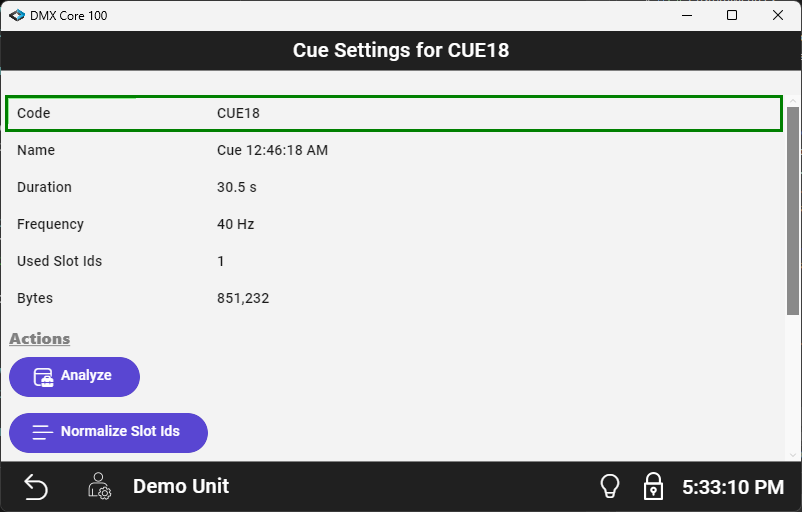 DMX Core 100
Cue Settings for CUE18
Code CUE18
Name Cue 12:46:18 AM
Duration 30.5 s
Frequency 40 Hz
Used Slot Ids 1
Bytes 851,232
Actions
Analyze
Normalize Slot Ids
Demo Unit 5:33:10 PM